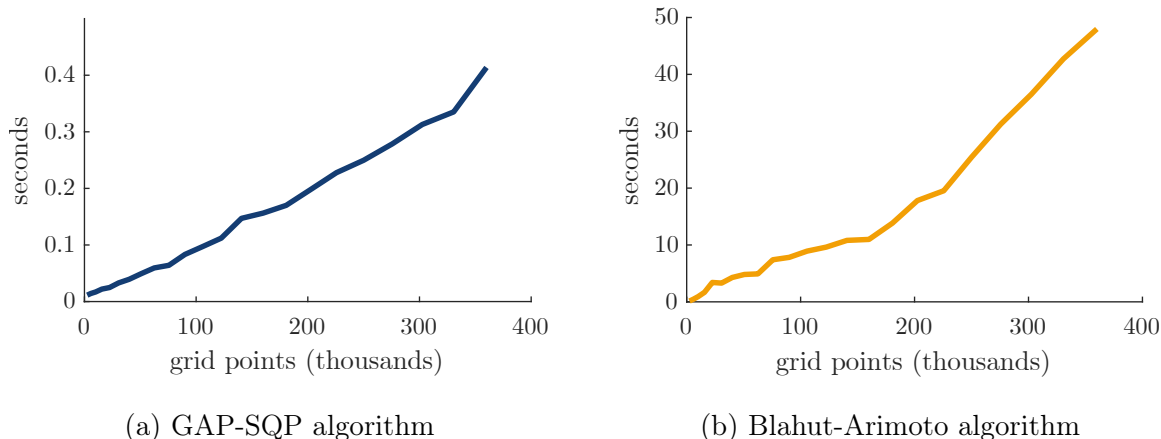 0.4
0.3
0.2
0.1
0
seconds
0 100 200 300 400
grid points (thousands)
(a) GAP-SQP algorithm
50
40
30
20
10
0
seconds
0 100 200 300 400
grid points (thousands)
(b) Blahut-Arimoto algorithm